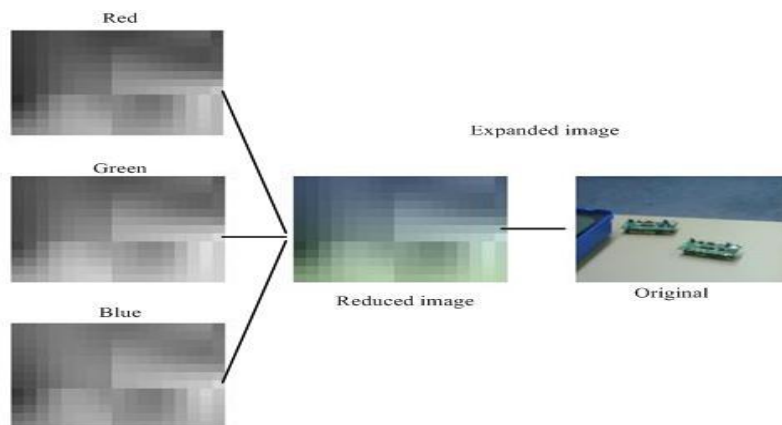 Red
Expanded image
Green
Blue
Reduced image
Original